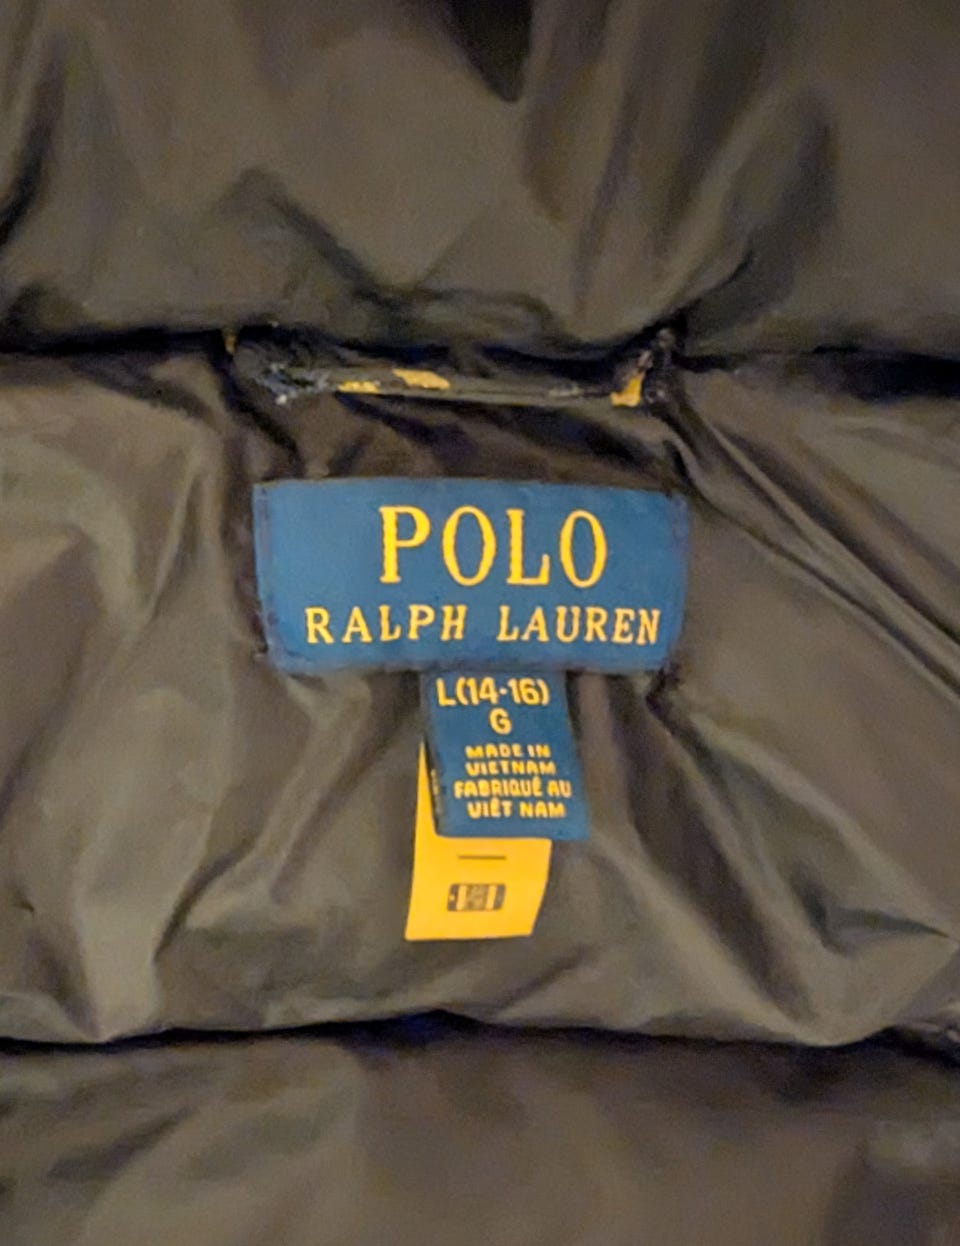 POLO
RALPH LAUREN
L(14-16)
G
MADE IN
VIETNAM
FABRIQUÉ AU
VIÊT NAM